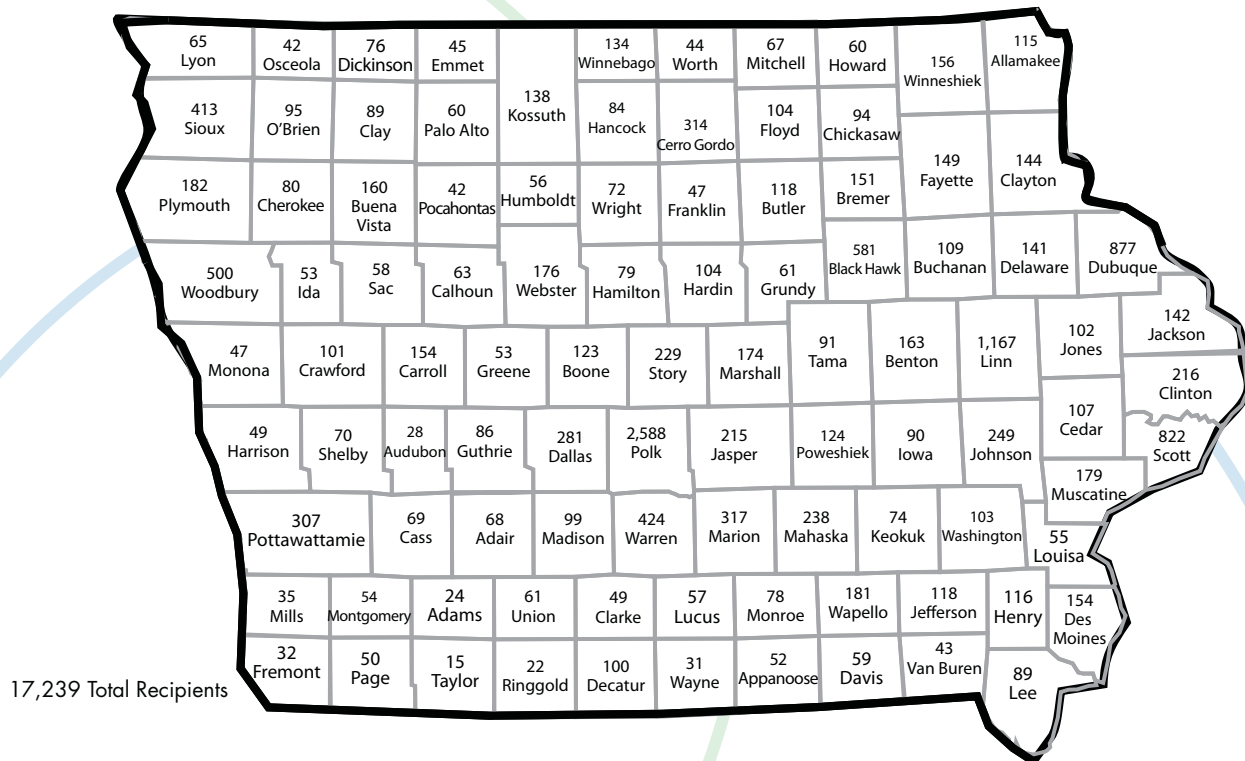 65
Lyon
42
Osceola
76
Dickinson
45
Emmet
138
Kossuth
134
Winnebago
44
Worth
67
Mitchell
60
Howard
156
Winneshiek
115
Allamakee
413
Sioux
95
O'Brien
89
Clay
60
Palo Alto
84
Hancock
314
Cerro Gordo
104
Floyd
94
Chickasaw
182
Plymouth
80
Cherokee
160
Buena
Vista
42
Pocahontas
56
Humboldt
72
Wright
47
Franklin
118
Butler
151
Bremer
149
Fayette
144
Clayton
500
Woodbury
53
Ida
58
Sac
63
Calhoun
176
Webster
79
Hamilton
104
Hardin
61
Grundy
581
Black Hawk
109
Buchanan
141
Delaware
877
Dubuque
47
Monona
101
Crawford
154
Carroll
53
Greene
123
Boone
229
Story
174
Marshall
91
Tama
163
Benton
1,167
Linn
102
Jones
142
Jackson
216
Clinton
49
Harrison
70
Shelby
28
Audubon
86
Guthrie
281
Dallas
2,588
Polk
215
Jasper
124
Poweshiek
90
Iowa
249
Johnson
107
Cedar
822
Scott
179
Muscatine
307
Pottawattamie
69
Cass
68
Adair
99
Madison
424
Warren
317
Marion
238
Mahaska
74
Keokuk
103
Washington
55
Louisa
35
Mills
54
Montgomery
24
Adams
61
Union
49
Clarke
57
Lucus
78
Monroe
181
Wapello
118
Jefferson
116
Henry
154
Des
Moines
32
Fremont
50
Page
15
Taylor
22
Ringgold
100
Decatur
31
Wayne
52
Appanoose
59
Davis
43
Van Buren
89
Lee
17,239 Total Recipients